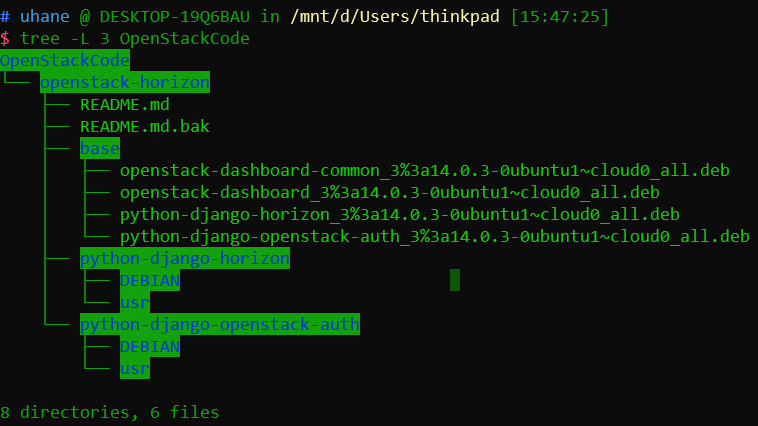 # uhane @ DESKTOP-19Q6BAU in /mnt/d/Users/thinkpad [15:47:25]
$ tree -L 3 OpenStackCode
OpenStackCode
└── openstack-horizon
    ├── README.md
    ├── README.md.bak
    ├── base
    │   ├── openstack-dashboard-common_3%3a14.0.3-0ubuntu1~cloud0_all.deb
    │   ├── openstack-dashboard_3%3a14.0.3-0ubuntu1~cloud0_all.deb
    │   ├── python-django-horizon_3%3a14.0.3-0ubuntu1~cloud0_all.deb
    │   └── python-django-openstack-auth_3%3a14.0.3-0ubuntu1~cloud0_all.deb
    ├── python-django-horizon
    │   ├── DEBIAN
    │   └── usr
    └── python-django-openstack-auth
        ├── DEBIAN
        └── usr
8 directories, 6 files